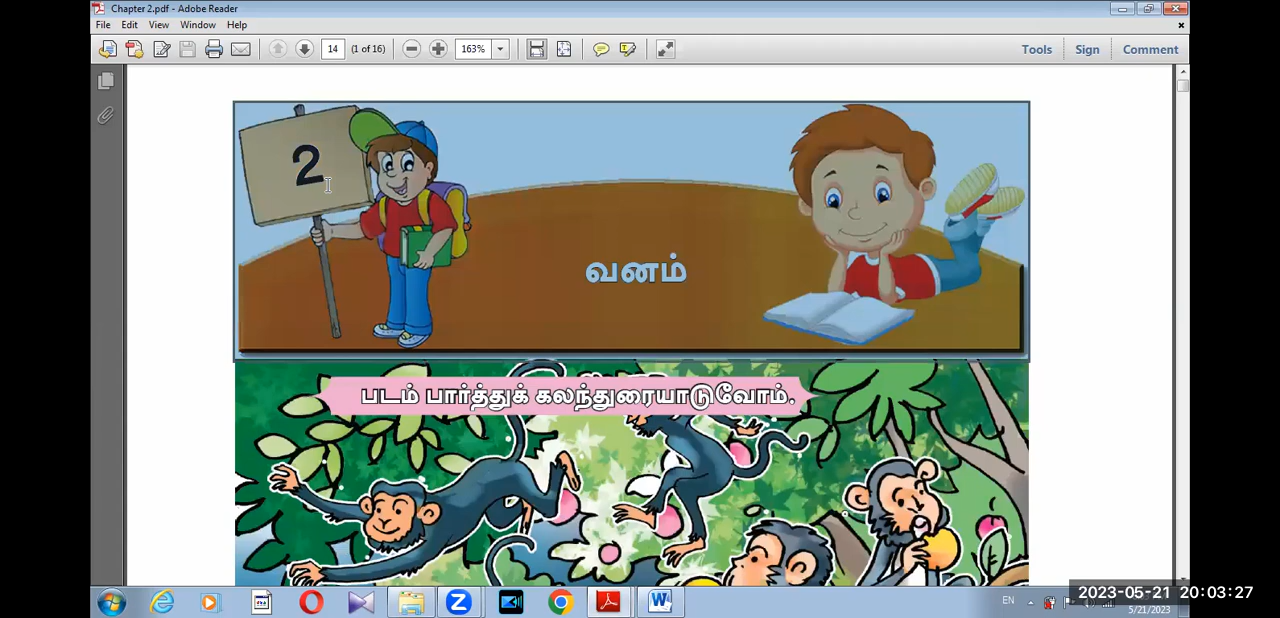 Chapter 2.pdf - Adobe Reader
File Edit View Window Help
14 (1 of 16) 163% Tools Sign Comment
2
வனம்
படம் பார்த்துக் கலந்துரையாடுவோம்.
EN
5/21/2023
2023-05-21 20:03:27